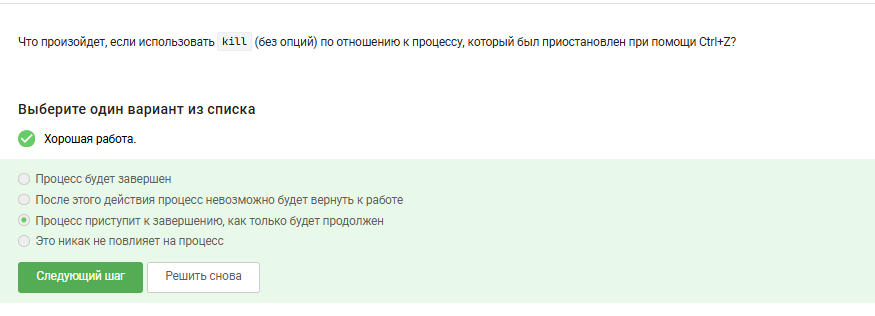 Что произойдет, если использовать kill (без опций) по отношению к процессу, который был приостановлен при помощи Ctrl+Z?
Выберите один вариант из списка
Хорошая работа.
Процесс будет завершен
После этого действия процесс невозможно будет вернуть к работе
Процесс приступит к завершению, как только будет продолжен
Это никак не повлияет на процесс
Следующий шаг Решить снова